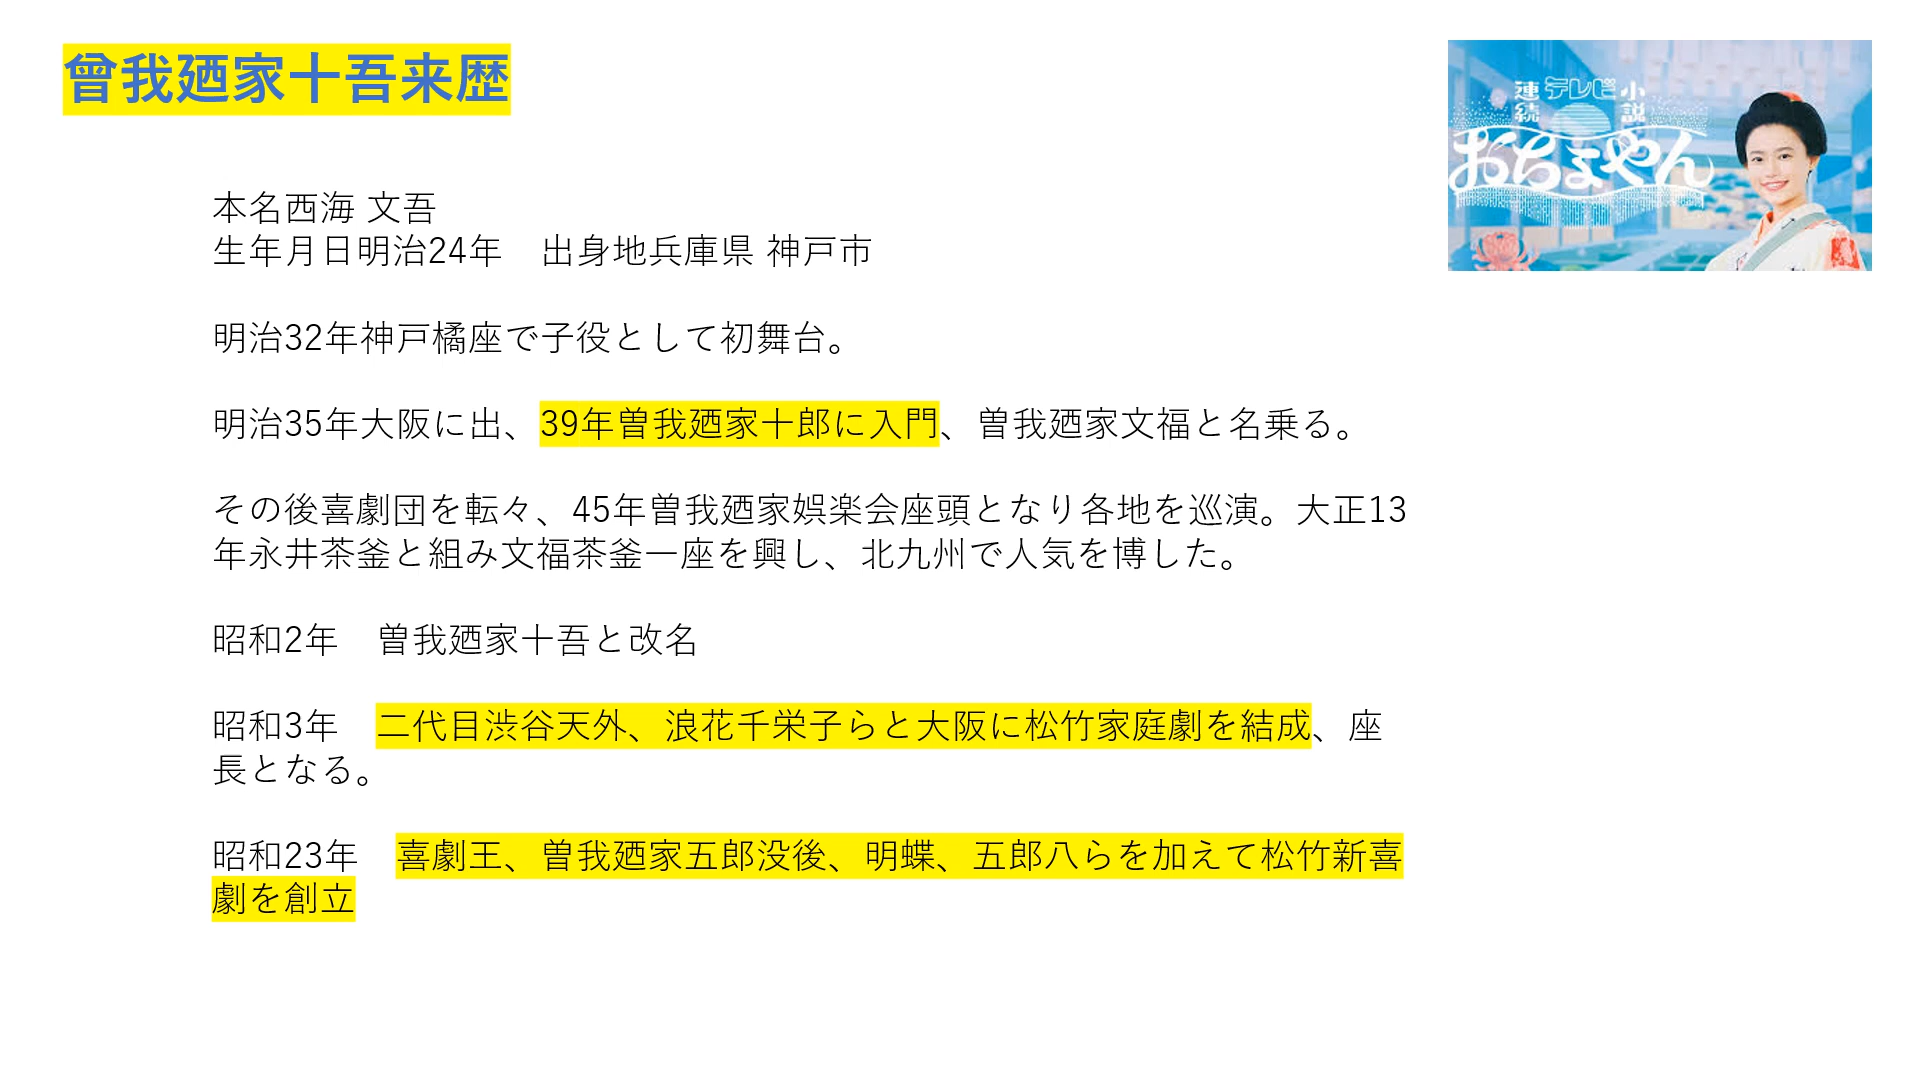 曾我廼家十吾来歴
連続テレビ小説
おちょやん
本名西海 文吾
生年月日明治24年　出身地兵庫県 神戸市
明治32年神戸橘座で子役として初舞台。
明治35年大阪に出、39年曽我廼家十郎に入門、曽我廼家文福と名乗る。
その後喜劇団を転々、45年曽我廼家娯楽会座頭となり各地を巡演。大正13
年永井茶釜と組み文福茶釜一座を興し、北九州で人気を博した。
昭和2年　曽我廼家十吾と改名
昭和3年　二代目渋谷天外、浪花千栄子らと大阪に松竹家庭劇を結成、座
長となる。
昭和23年　喜劇王、曽我廼家五郎没後、明蝶、五郎八らを加えて松竹新喜
劇を創立